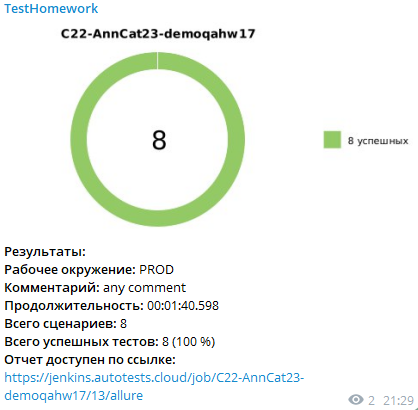 TestHomework
C22-AnnCat23-demoqahw17
8
8 успешных
Результаты:
Рабочее окружение: PROD
Комментарий: any comment
Продолжительность: 00:01:40.598
Всего сценариев: 8
Всего успешных тестов: 8 (100 %)
Отчет доступен по ссылке:
https://jenkins.autotests.cloud/job/C22-AnnCat23-
demoqahw17/13/allure
2 21:29